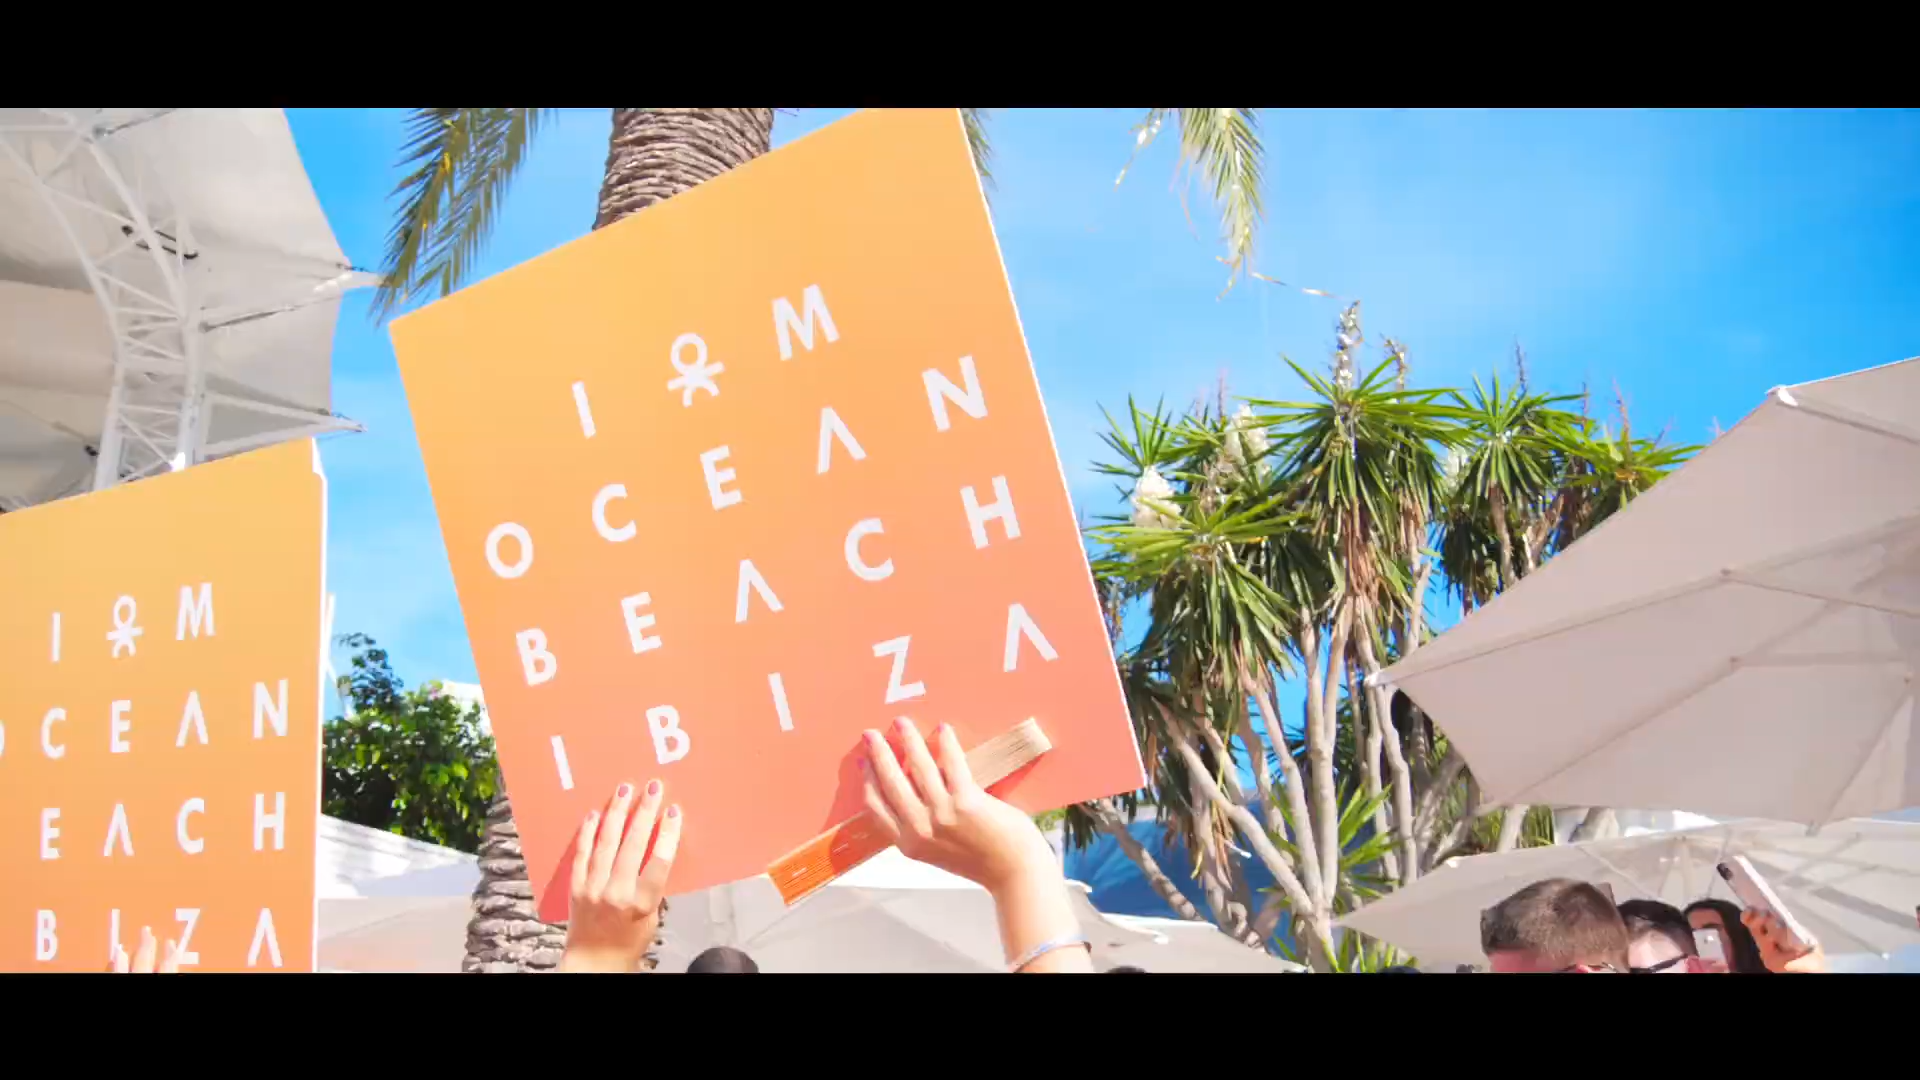 I M
OCEAN
BEACH
IBIZA
I M
OCEAN
EACH
BIZA